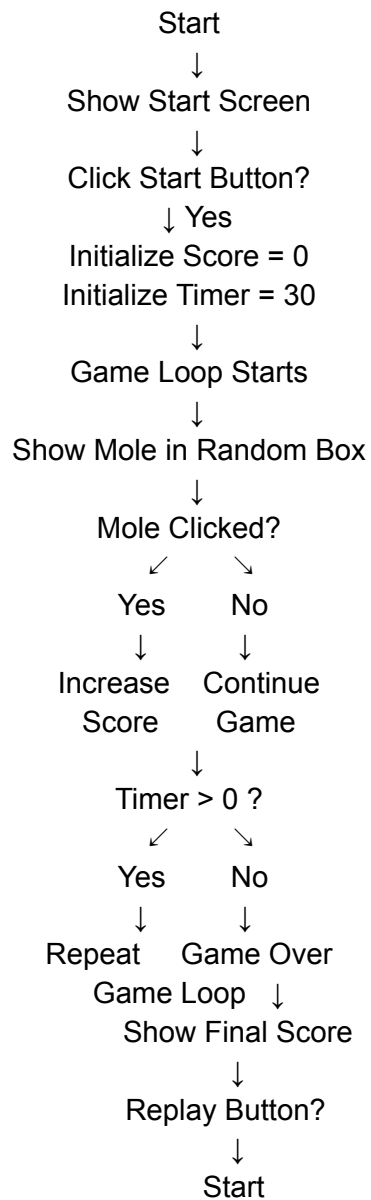 Start
↓
Show Start Screen
↓
Click Start Button?
↓ Yes
Initialize Score = 0
Initialize Timer = 30
↓
Game Loop Starts
↓
Show Mole in Random Box
↓
Mole Clicked?
↙ ↘
Yes No
↓ ↓
Increase Continue
Score Game
↓
Timer > 0 ?
↙ ↘
Yes No
↓ ↓
Repeat Game Over
Game Loop ↓
Show Final Score
↓
Replay Button?
↓
Start